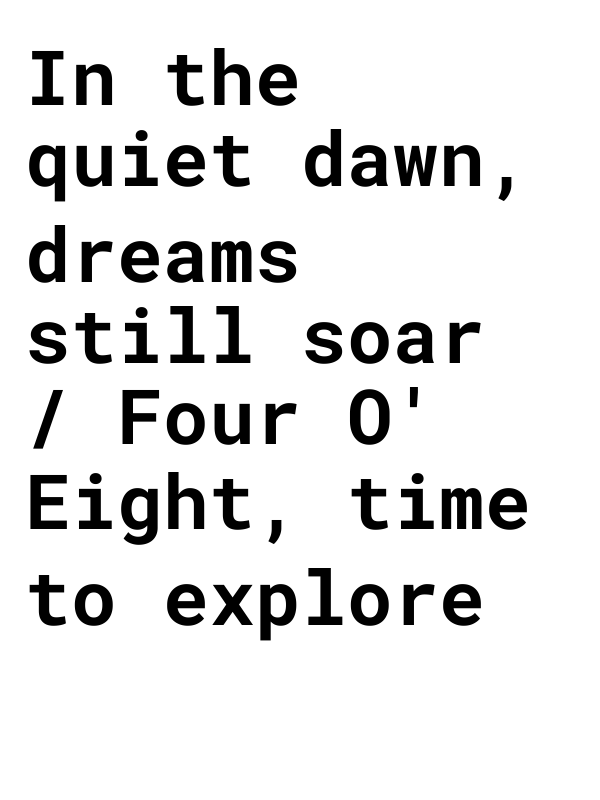 In the
quiet dawn,
dreams
still soar
/ Four O'
Eight, time
to explore